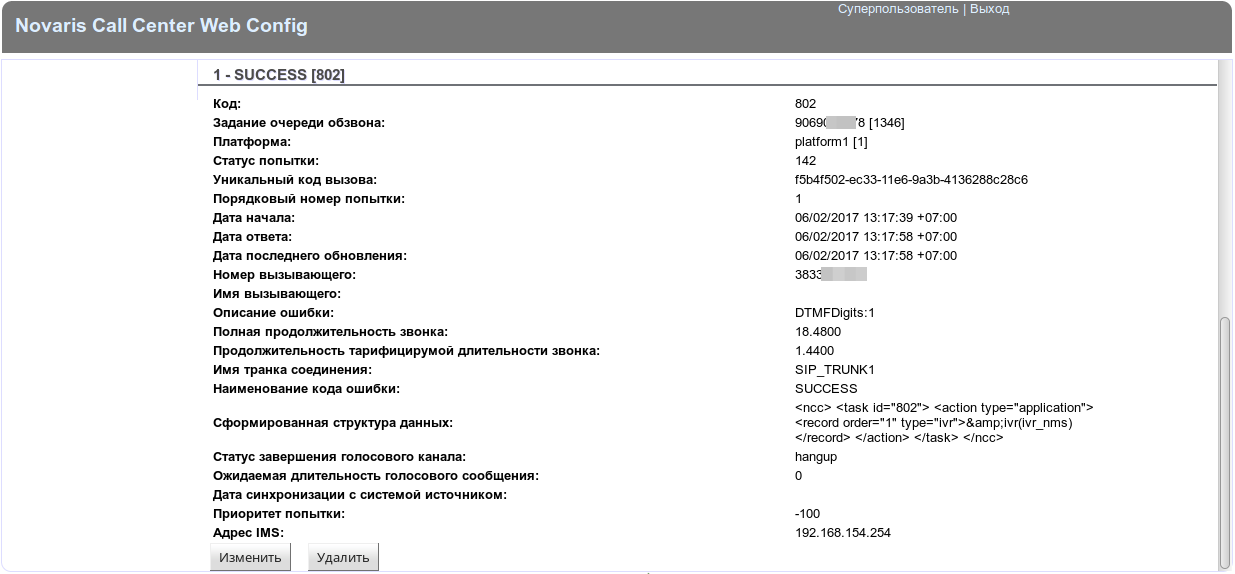 Суперпользователь | Выход
Novaris Call Center Web Config
1 - SUCCESS [802]
Код: 802
Задание очереди обзвона: 9069 78 [1346]
Платформа: platform1 [1]
Статус попытки: 142
Уникальный код вызова: f5b4f502-ec33-11e6-9a3b-4136288c28c6
Порядковый номер попытки: 1
Дата начала: 06/02/2017 13:17:39 +07:00
Дата ответа: 06/02/2017 13:17:58 +07:00
Дата последнего обновления: 06/02/2017 13:17:58 +07:00
Номер вызывающего: 3833
Имя вызывающего:
Описание ошибки: DTMFDigits:1
Полная продолжительность звонка: 18.4800
Продолжительность тарифицирумой длительности звонка: 1.4400
Имя транка соединения: SIP_TRUNK1
Наименование кода ошибки: SUCCESS
Сформированная структура данных: <ncc> <task id="802"> <action type="application">
<record order="1" type="ivr">&amp;ivr(ivr_nms)
</record> </action> </task> </ncc>
Статус завершения голосового канала: hangup
Ожидаемая длительность голосового сообщения: 0
Дата синхронизации с системой источником:
Приоритет попытки: -100
Адрес IMS: 192.168.154.254
Изменить Удалить